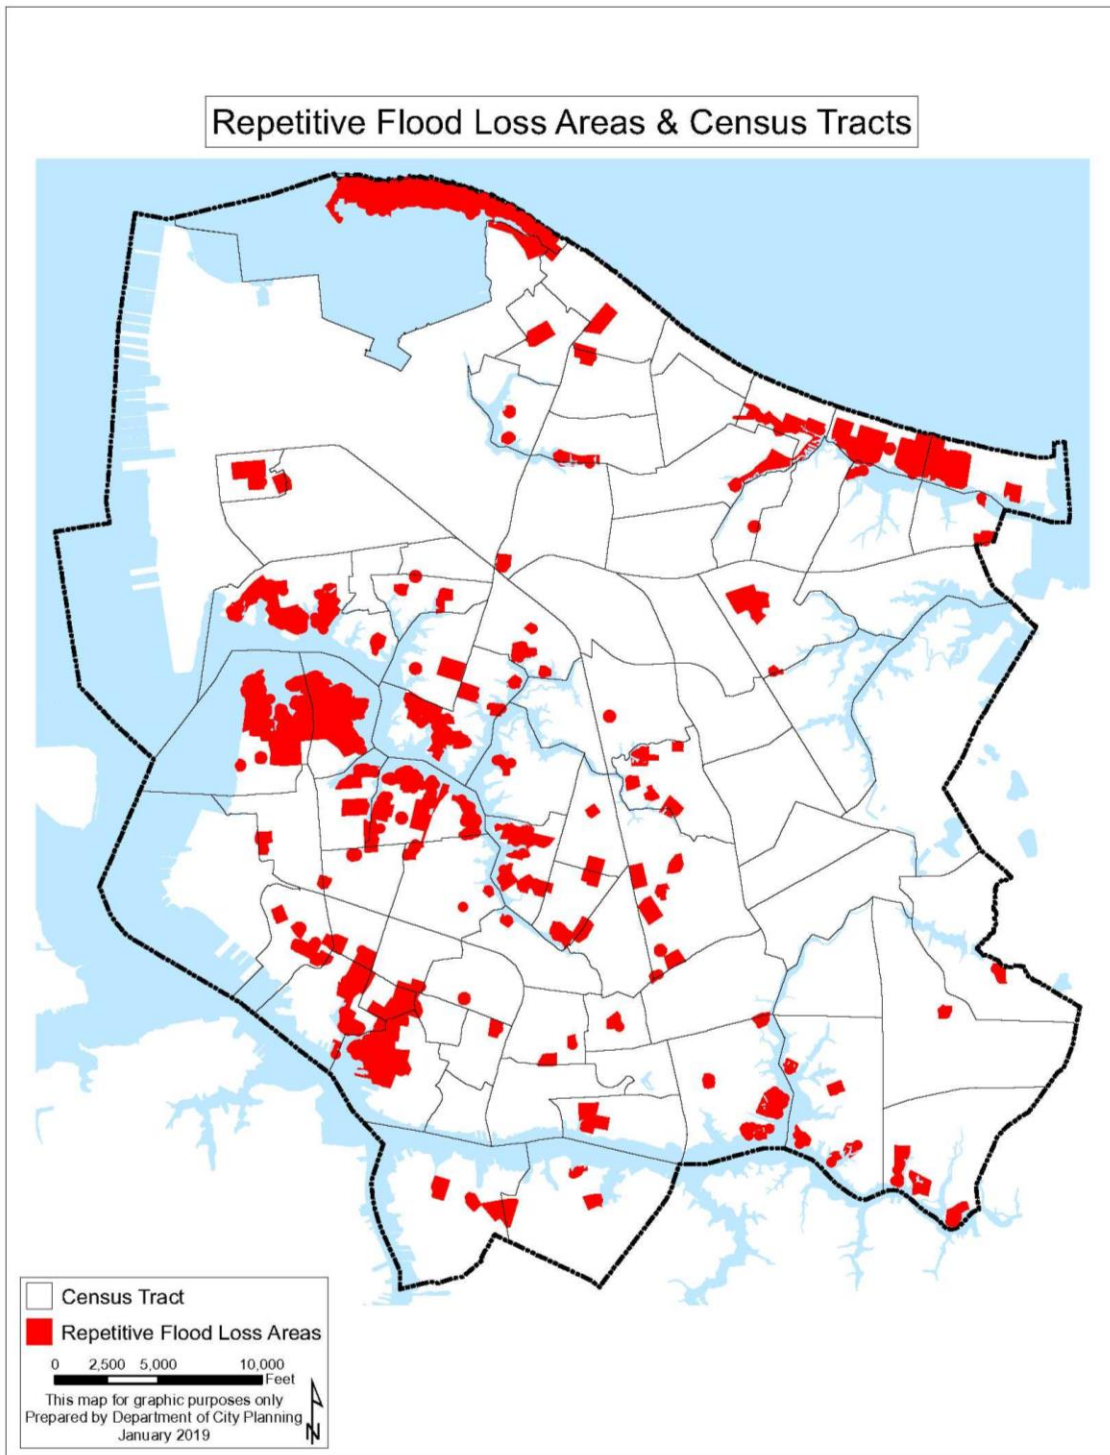 Repetitive Flood Loss Areas & Census Tracts
Census Tract
Repetitive Flood Loss Areas
0 2,500 5,000 10,000
Feet
This map for graphic purposes only
Prepared by Department of City Planning
January 2019
N